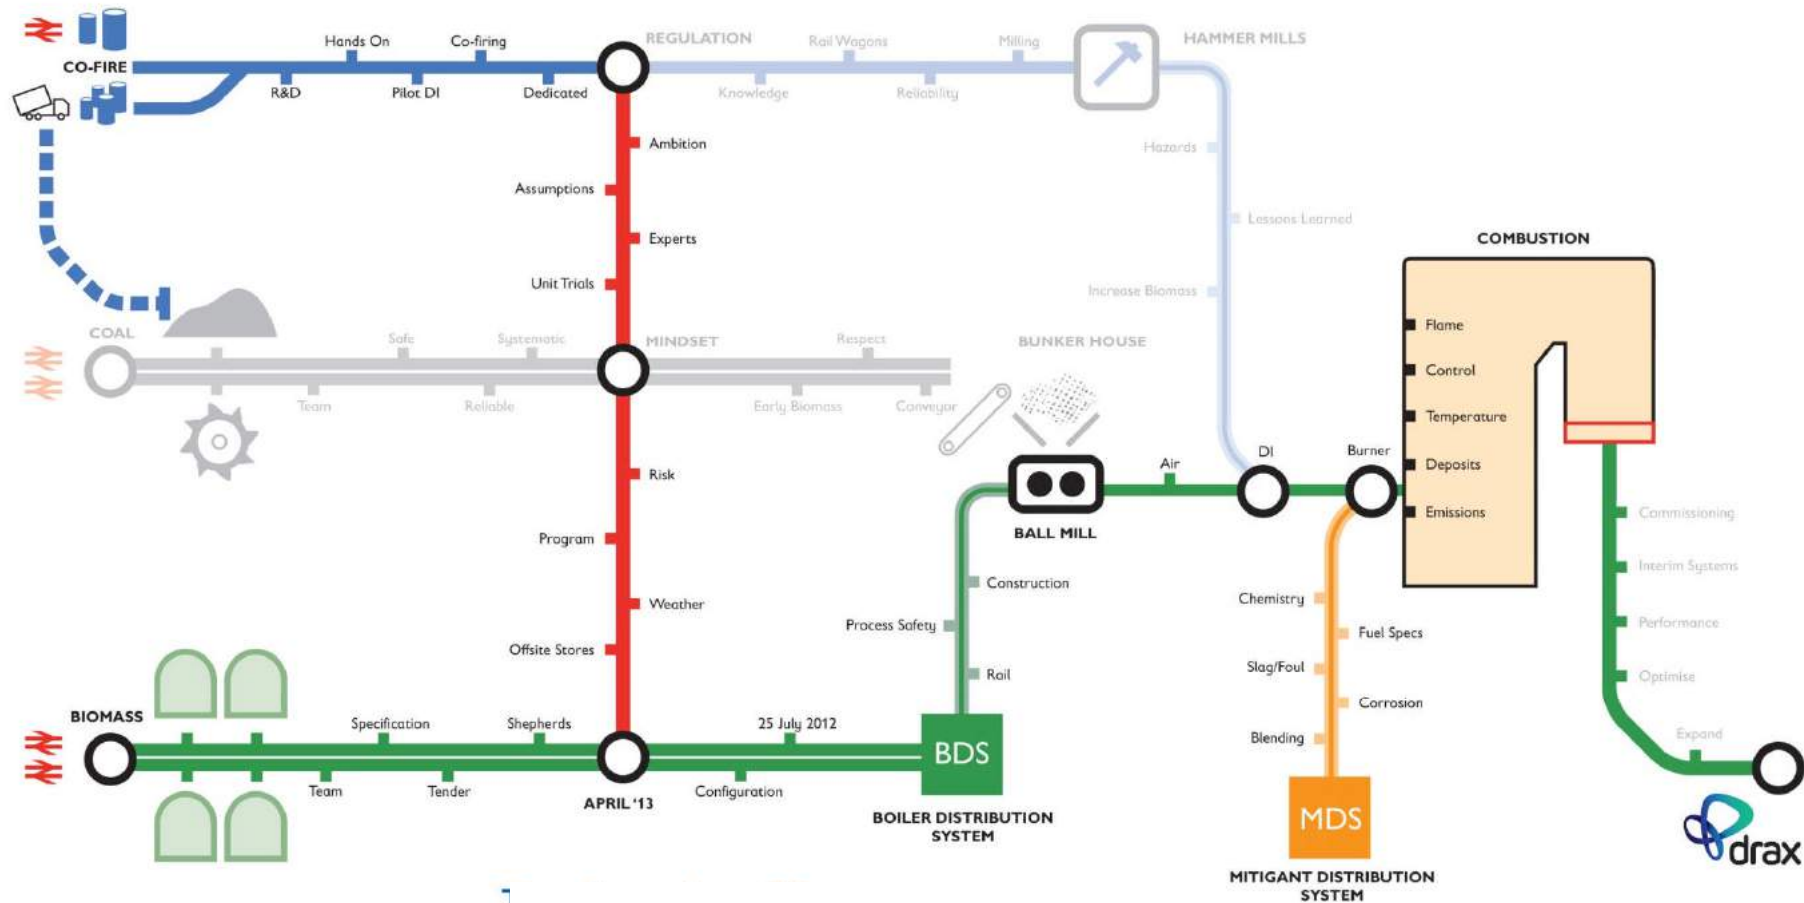 CO-FIRE
Hands On
Co-firing
R&D
Pilot DI
Dedicated
REGULATION
Rail Wagons
Milling
Knowledge
Reliability
HAMMER MILLS
Ambition
Assumptions
Experts
Unit Trials
Hazards
Lessons Learned
Increase Biomass
COAL
Safe
Systematic
MINDSET
Respect
Team
Reliable
Early Biomass
Conveyor
BUNKER HOUSE
BALL MILL
Air
DI
Burner
COMBUSTION
Flame
Control
Temperature
Deposits
Emissions
Risk
Program
Weather
Offsite Stores
Construction
Process Safety
Rail
Chemistry
Fuel Specs
Slag/Foul
Corrosion
Blending
Commissioning
Interim Systems
Performance
Optimise
Expand
BIOMASS
Specification
Shepherds
25 July 2012
Team
Tender
APRIL '13
Configuration
BDS
BOILER DISTRIBUTION
SYSTEM
MDS
MITIGANT DISTRIBUTION
SYSTEM
drax